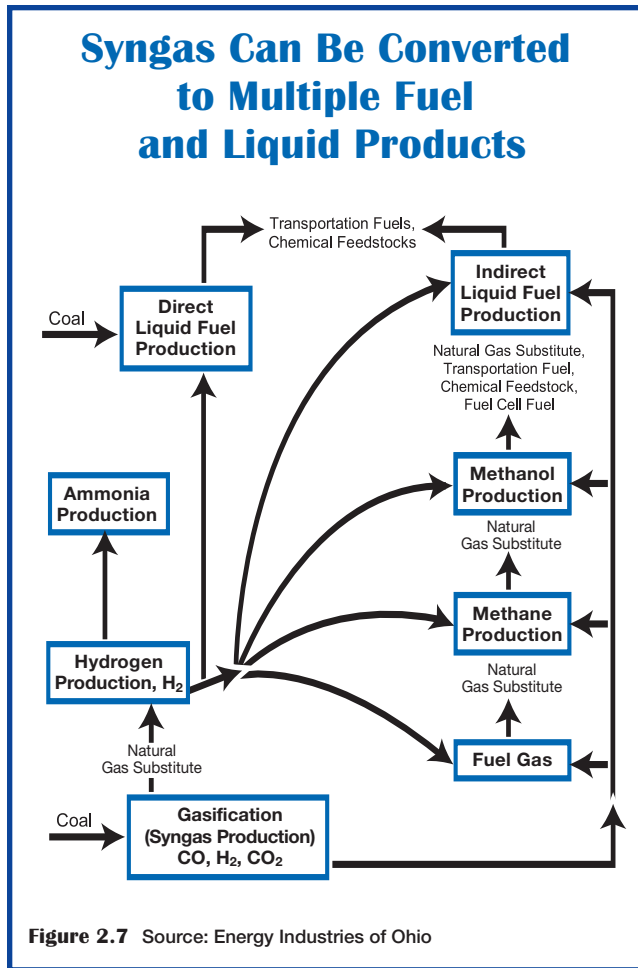 Syngas Can Be Converted
to Multiple Fuel
and Liquid Products
Transportation Fuels,
Chemical Feedstocks
Indirect
Liquid Fuel
Production
Direct
Liquid Fuel
Production
Coal
Natural Gas Substitute,
Transportation Fuel,
Chemical Feedstock,
Fuel Cell Fuel
Methanol
Production
Ammonia
Production
Natural
Gas Substitute
Methane
Production
Hydrogen
Production, H₂
Natural
Gas Substitute
Natural
Gas Substitute
Fuel Gas
Coal
Gasification
(Syngas Production)
CO, H₂, CO₂
Figure 2.7 Source: Energy Industries of Ohio